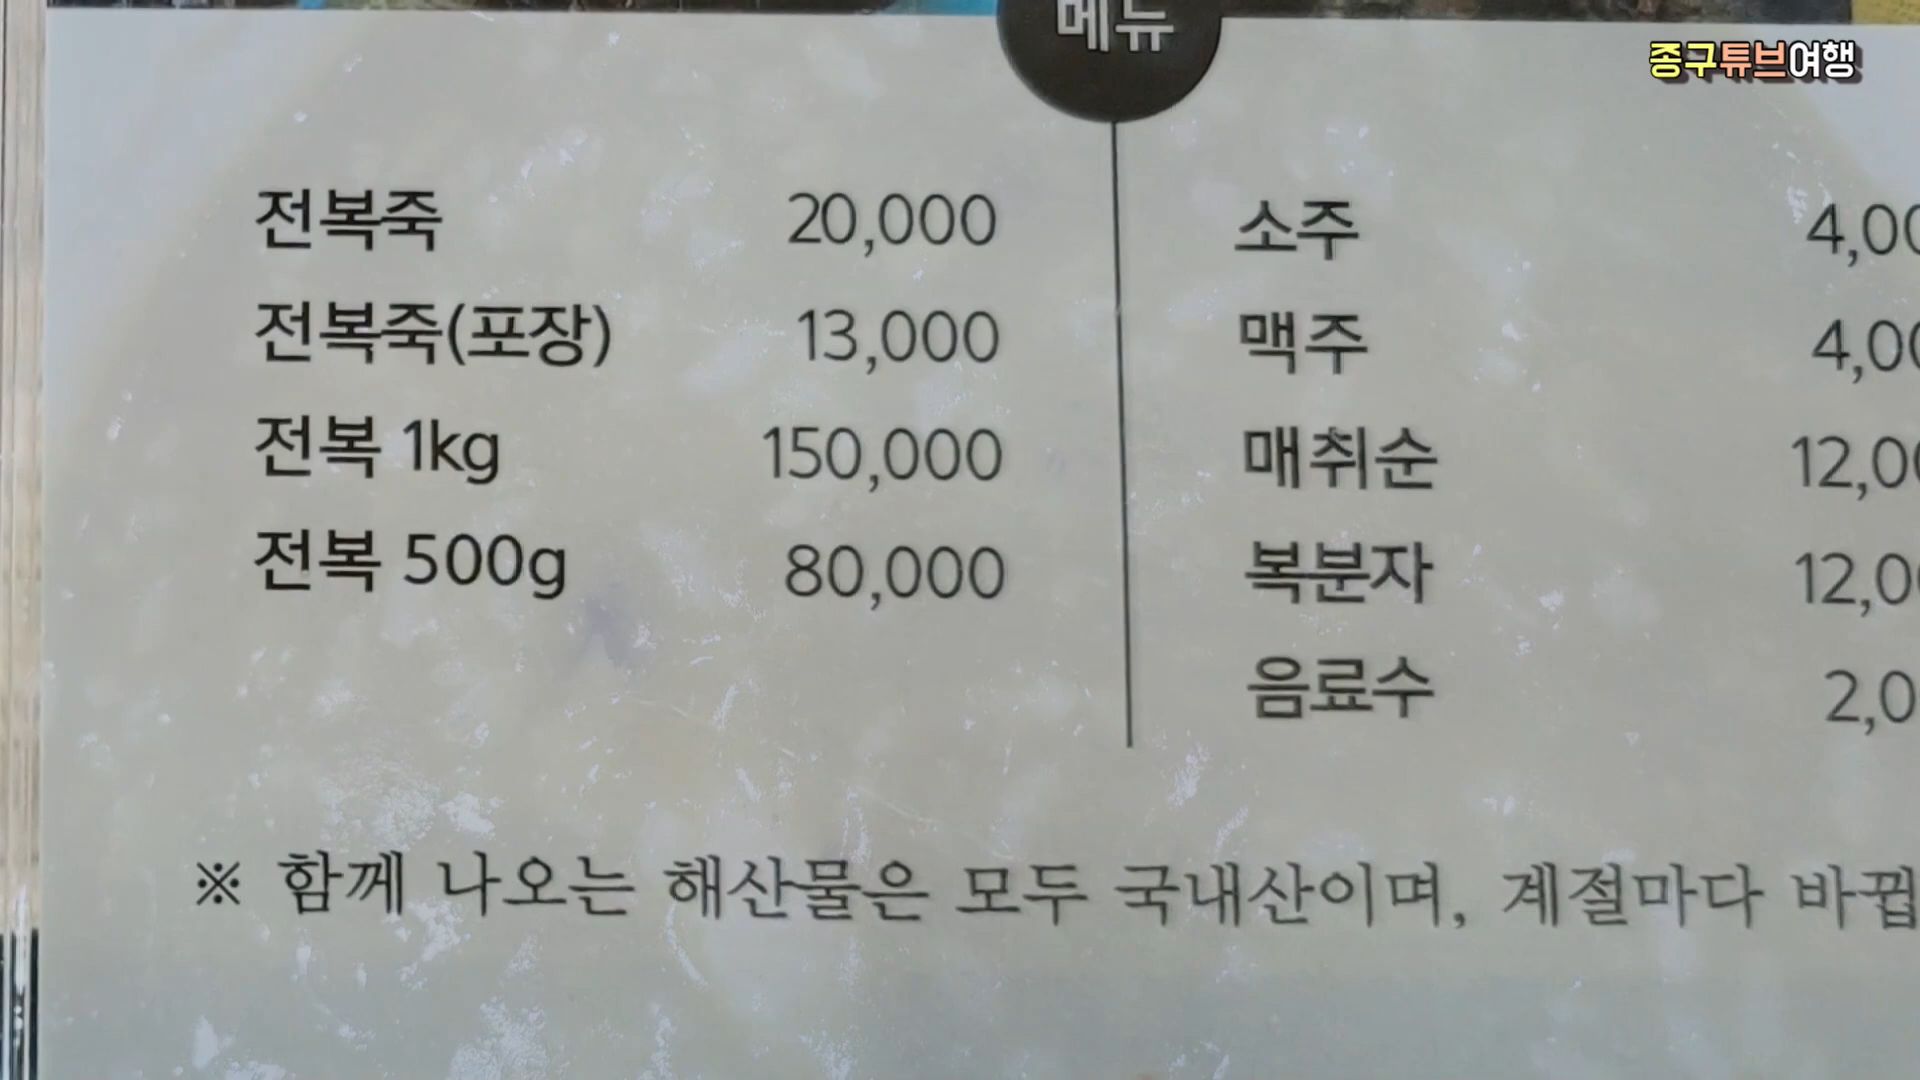 메뉴
종구튜브여행
전복죽 20,000
전복죽(포장) 13,000
전복 1kg 150,000
전복 500g 80,000
소주
맥주
매취순
복분자
음료수
※ 함께 나오는 해산물은 모두 국내산이며, 계절마다